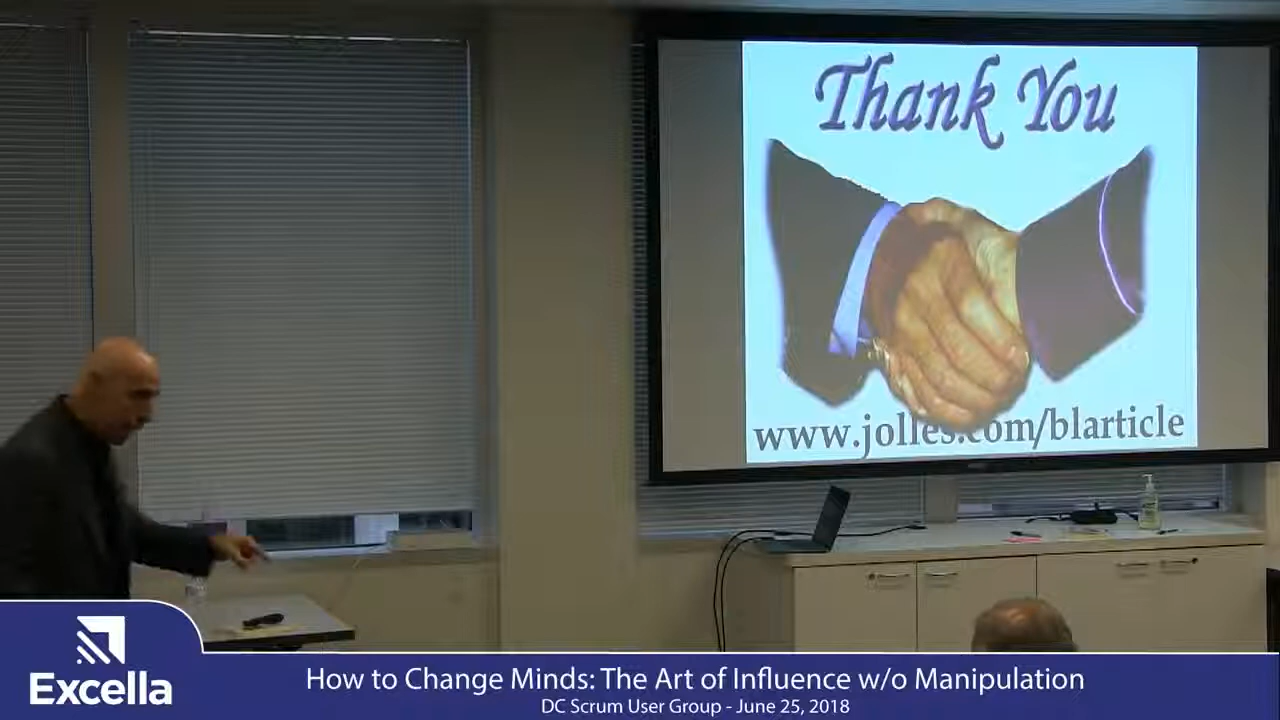 Thank You
www.jolles.com/blarticle
Excella
How to Change Minds: The Art of Influence w/o Manipulation
DC Scrum User Group - June 25, 2018